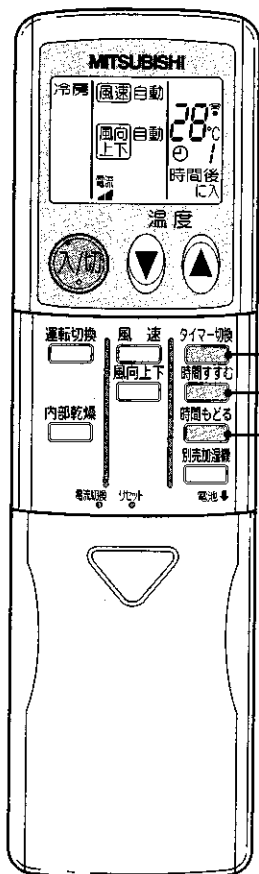 MITSUBISHI
冷房 風速 自動
風向上下 自動
28℃
電流
1時間後に入
温度
入/切 ▼ ▲
運転切換 風速 タイマー切換
風向上下 時間すすむ
内部乾燥 時間もどる
別売加湿機
電流切換 リセット 電池